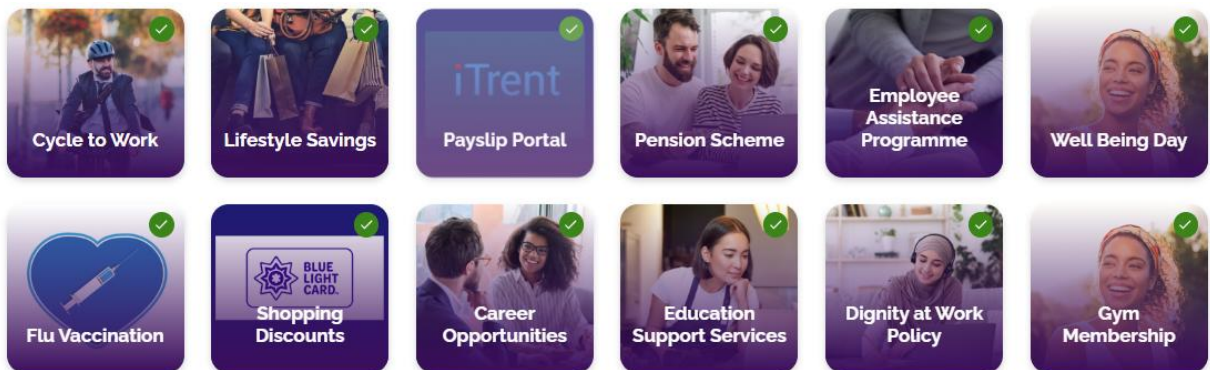 Cycle to Work
Lifestyle Savings
iTrent
Payslip Portal
Pension Scheme
Employee
Assistance
Programme
Well Being Day
Flu Vaccination
BLUE
LIGHT
CARD.
Shopping
Discounts
Career
Opportunities
Education
Support Services
Dignity at Work
Policy
Gym
Membership